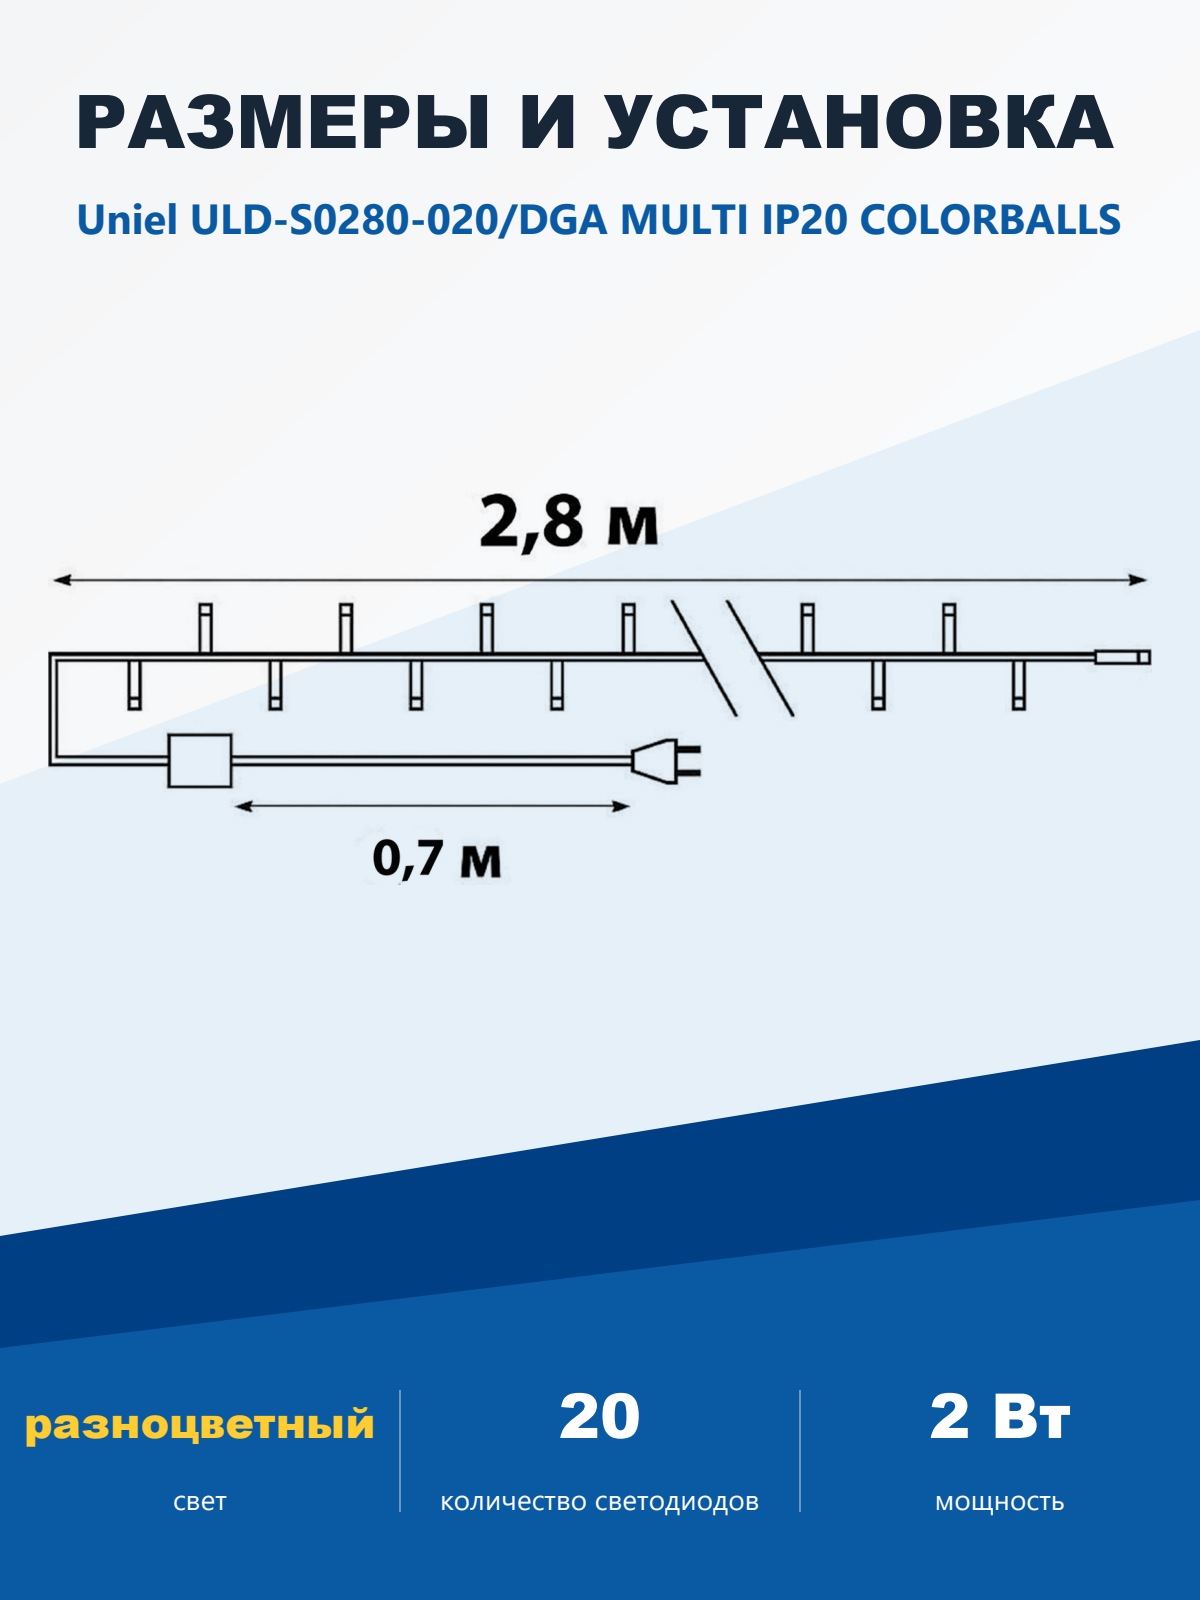 РАЗМЕРЫ И УСТАНОВКА
Uniel ULD-S0280-020/DGA MULTI IP20 COLORBALLS
2,8 м
0,7 м
разноцветный
свет
20
количество светодиодов
2 Вт
мощность